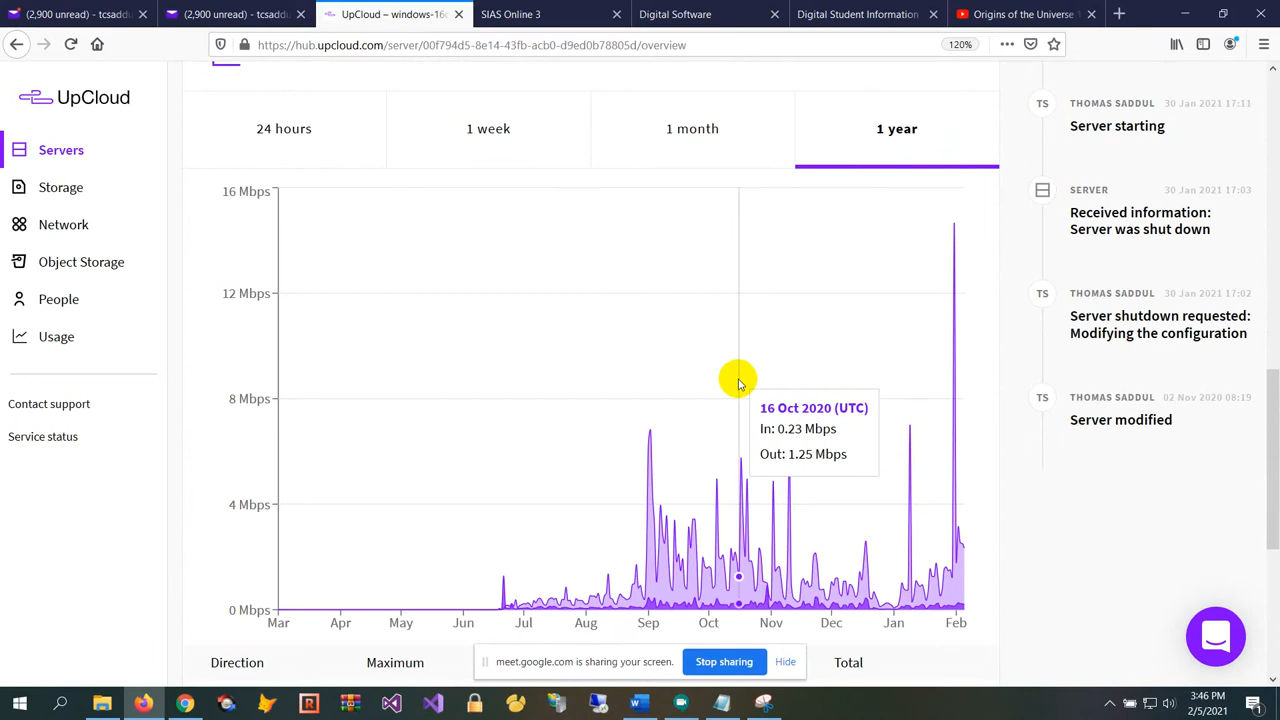 (2,900 unread) - tcsaddu
(2,900 unread) - tcsaddu
UpCloud – windows-16c
SIAS Online 3
Digital Software
Digital Student Information
Origins of the Universe 1
https://hub.upcloud.com/server/00f794d5-8e14-43fb-acb0-d9ed0b78805d/overview
120%
UpCloud
Servers
Storage
Network
Object Storage
People
Usage
Contact support
Service status
24 hours
1 week
1 month
1 year
16 Mbps
12 Mbps
8 Mbps
4 Mbps
0 Mbps
16 Oct 2020 (UTC)
In: 0.23 Mbps
Out: 1.25 Mbps
Mar Apr May Jun Jul Aug Sep Oct Nov Dec Jan Feb
Direction Maximum Total
meet.google.com is sharing your screen.
Stop sharing
Hide
TS THOMAS SADDUL 30 Jan 2021 17:11
Server starting
SERVER 30 Jan 2021 17:03
Received information:
Server was shut down
TS THOMAS SADDUL 30 Jan 2021 17:02
Server shutdown requested:
Modifying the configuration
TS THOMAS SADDUL 02 Nov 2020 08:19
Server modified
3:46 PM
2/5/2021